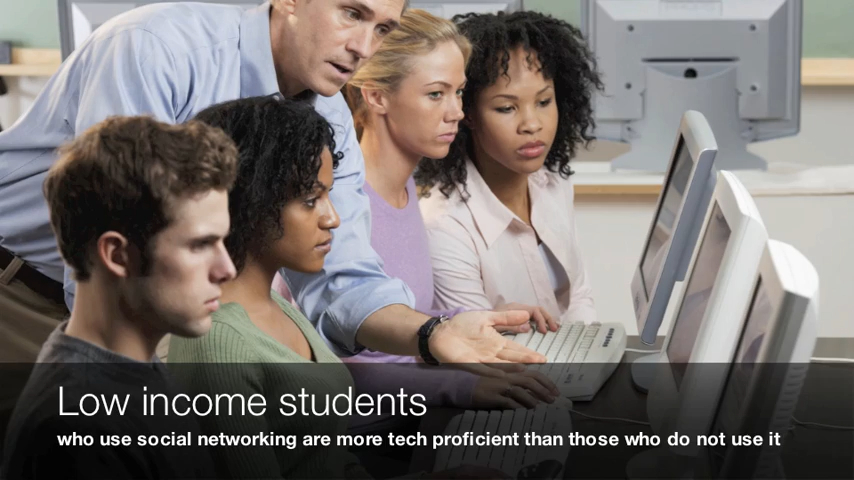 Low income students
who use social networking are more tech proficient than those who do not use it